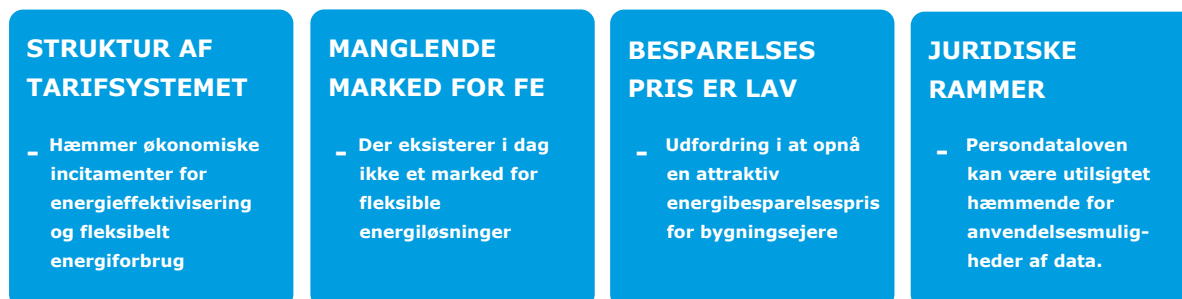 STRUKTUR AF
TARIFSYSTEMET
- Hæmmer økonomiske
incitamenter for
energieffektivisering
og fleksibelt
energiforbrug
MANGLENDE
MARKED FOR FE
- Der eksisterer i dag
ikke et marked for
fleksible
energiløsninger
BESPARELSES
PRIS ER LAV
- Udfordring i at opnå
en attraktiv
energibesparelsespris
for bygningsejere
JURIDISKE
RAMMER
- Persondataloven
kan være utilsigtet
hæmmende for
anvendelsesmulig-
heder af data.